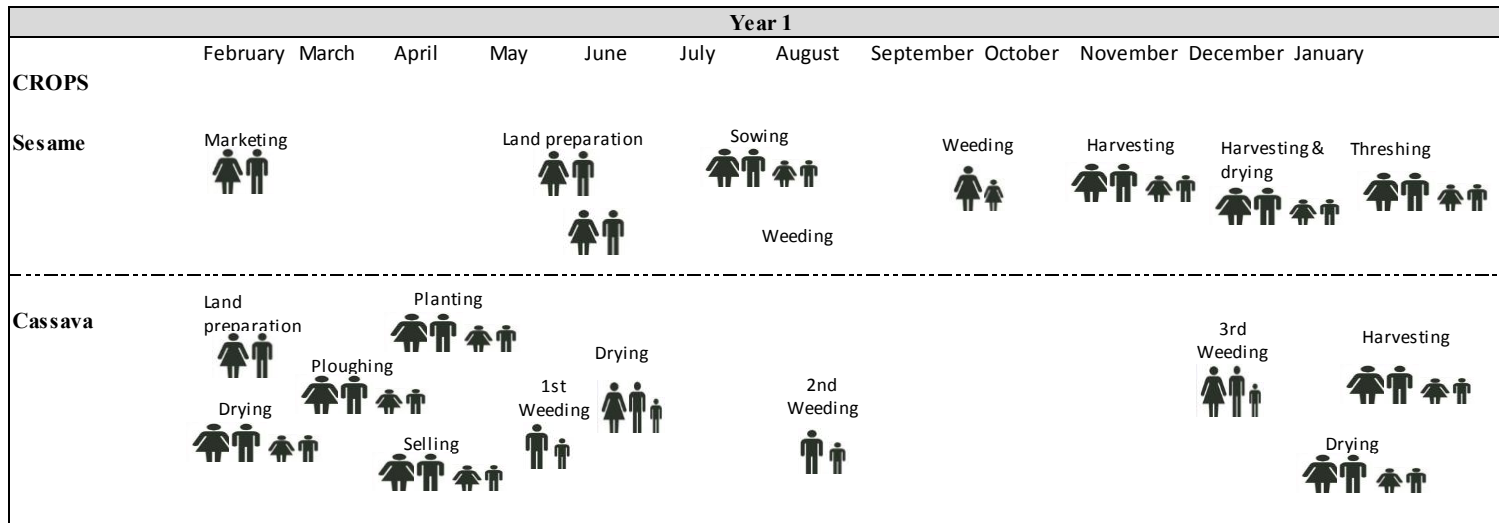 Year 1
February March April May June July August September October November December January
CROPS
Sesame
Marketing
Land preparation
Sowing
Weeding
Weeding
Harvesting
Harvesting &
drying
Threshing
Cassava
Land
preparation
Drying
Ploughing
Planting
Selling
1st
Weeding
Drying
2nd
Weeding
3rd
Weeding
Harvesting
Drying